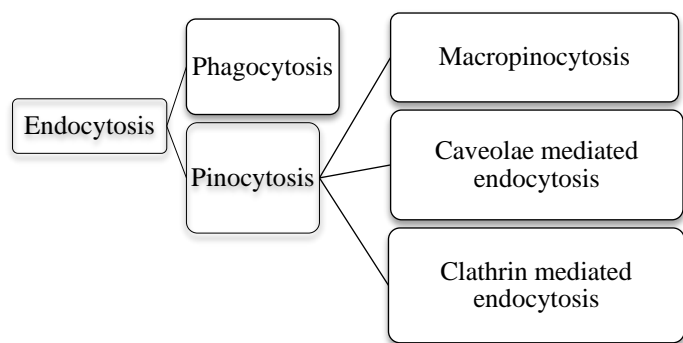 Endocytosis
Phagocytosis
Pinocytosis
Macropinocytosis
Caveolae mediated
endocytosis
Clathrin mediated
endocytosis